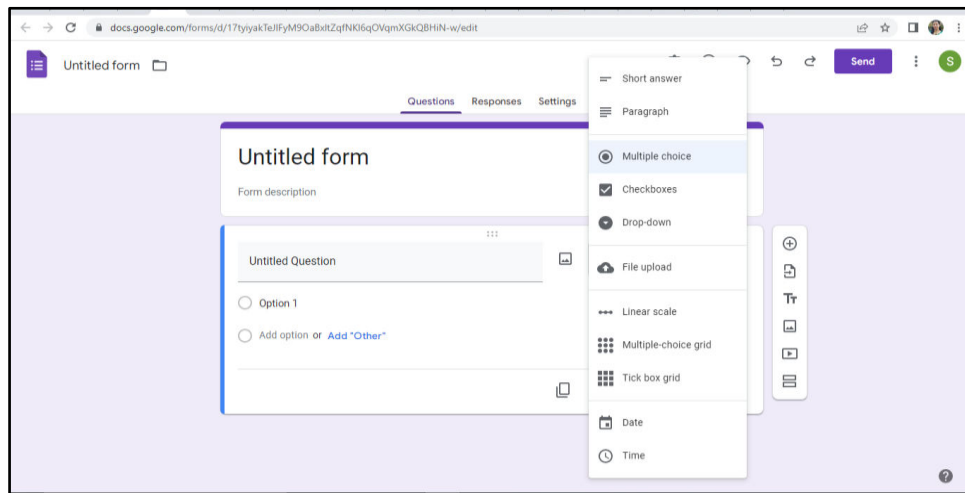 docs.google.com/forms/d/17tyiyakTeJIFyM9OaBxltZqfNKl6qOVqmXGkQBHiN-w/edit
Untitled form
Send
S
Questions Responses Settings
Untitled form
Form description
Untitled Question
Option 1
Add option or Add "Other"
Short answer
Paragraph
Multiple choice
Checkboxes
Drop-down
File upload
Linear scale
Multiple-choice grid
Tick box grid
Date
Time
Tт